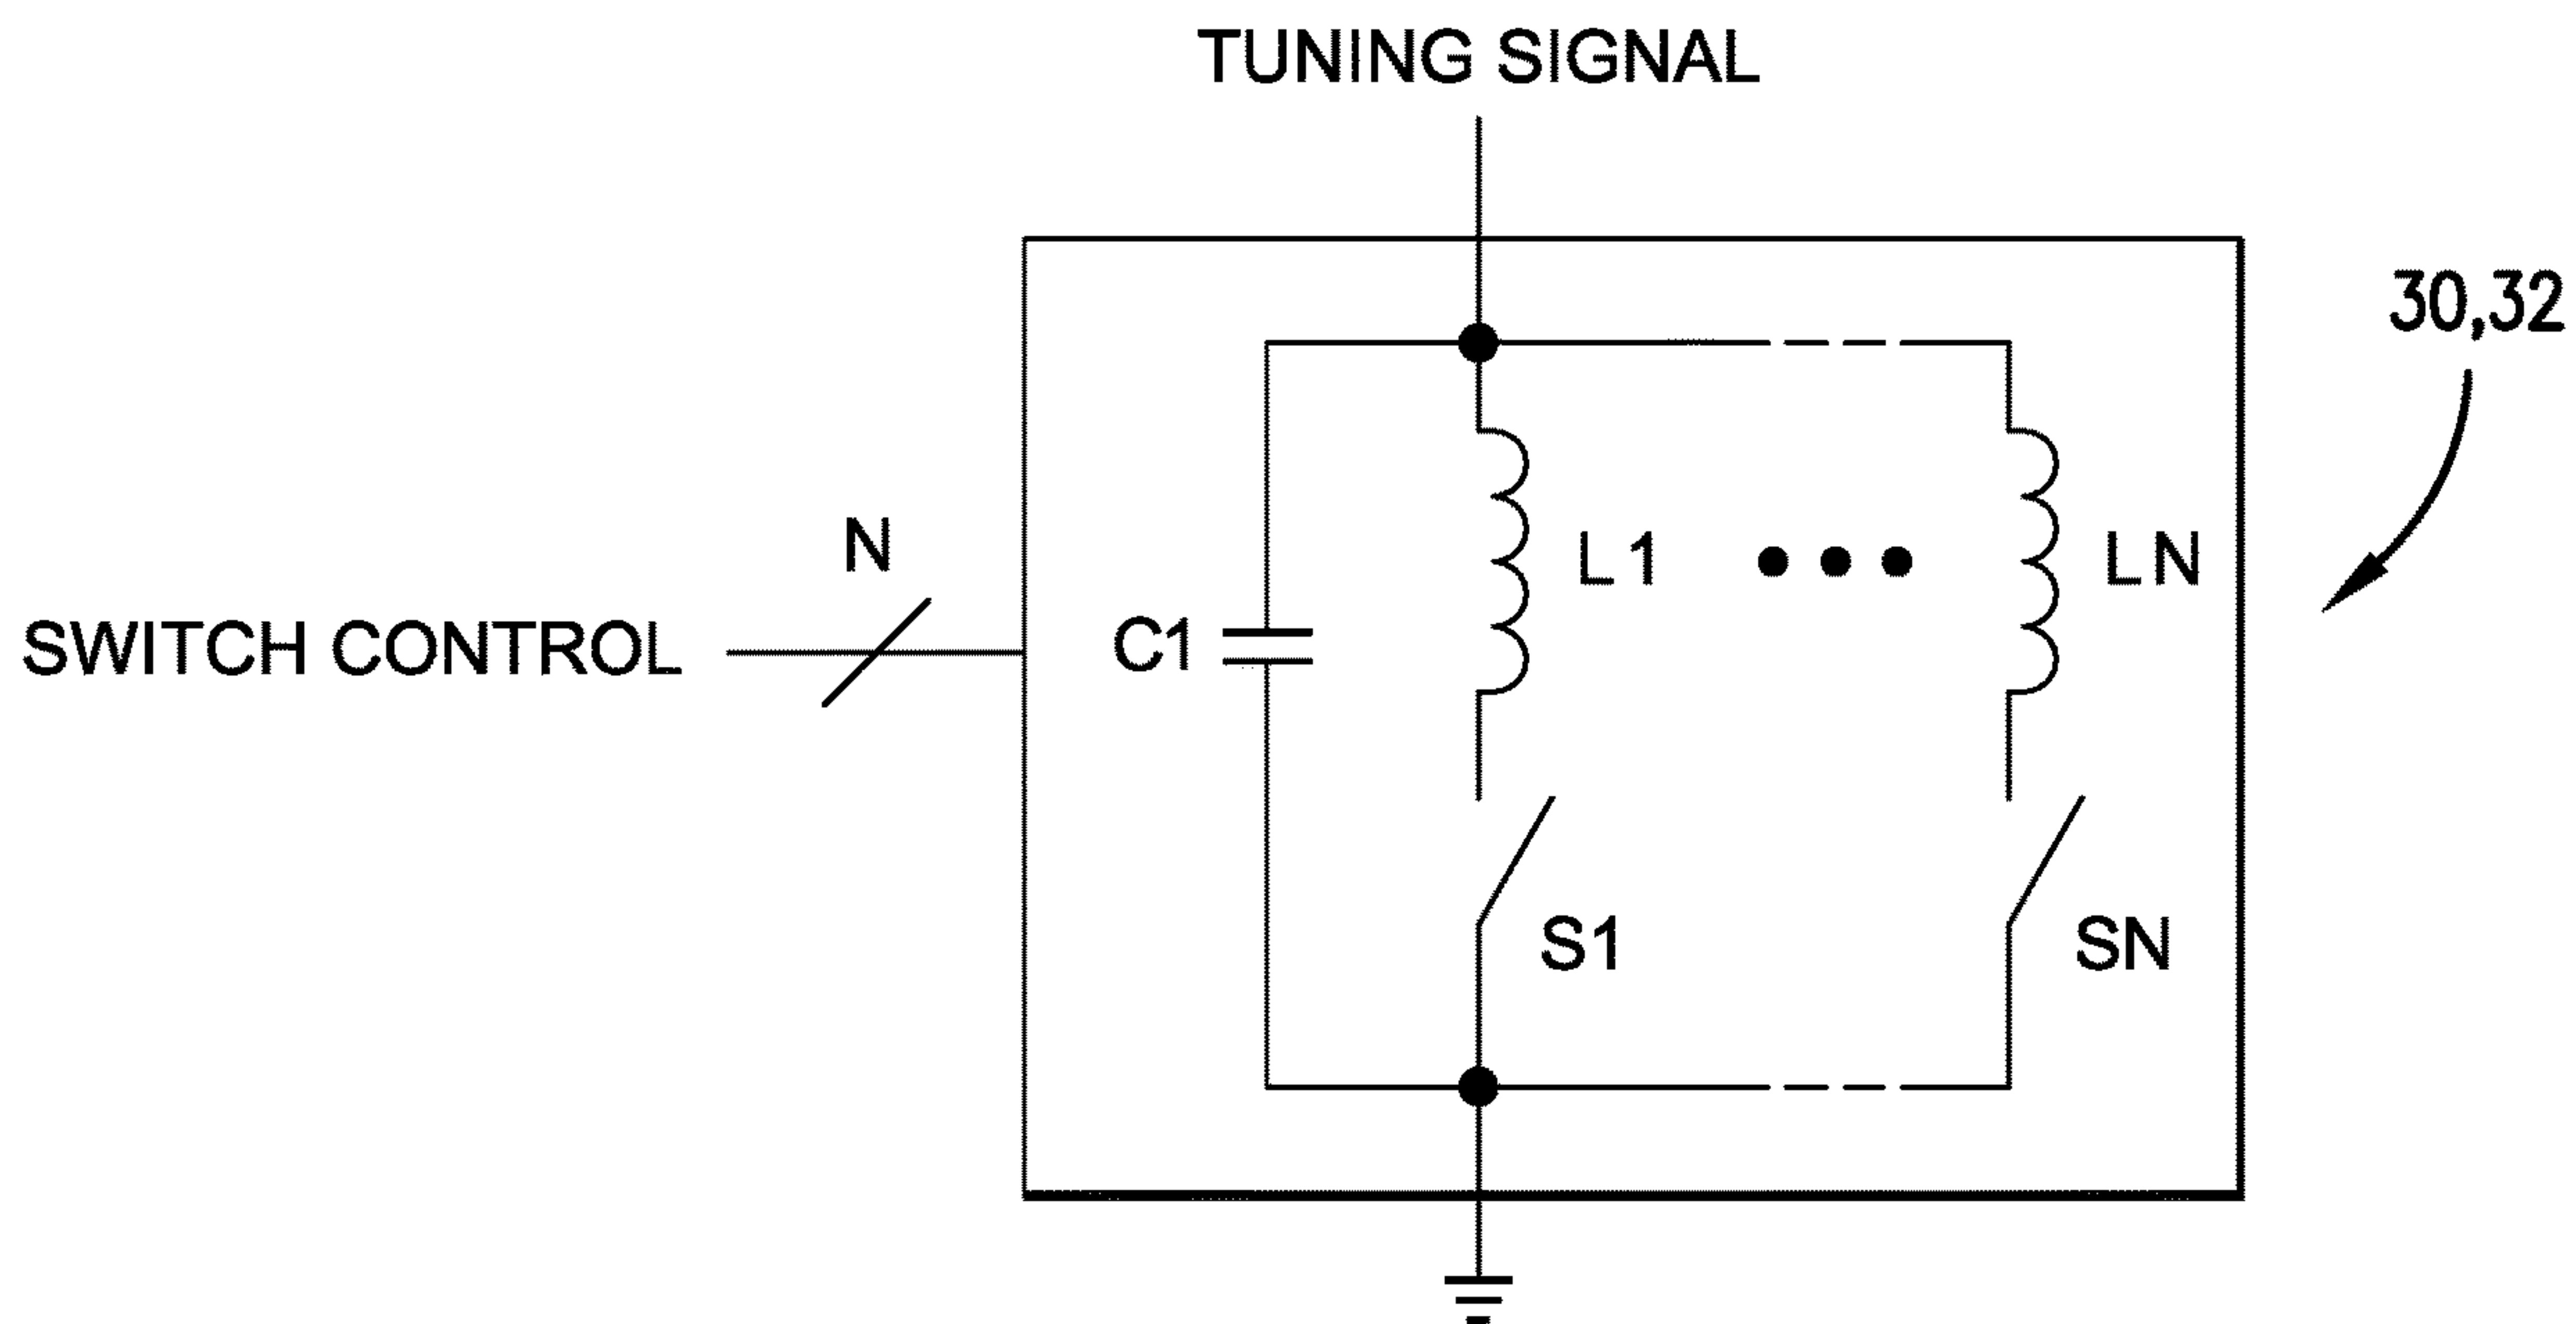 TUNING SIGNAL
30,32
N
SWITCH CONTROL
C1
L1
LN
S1
SN